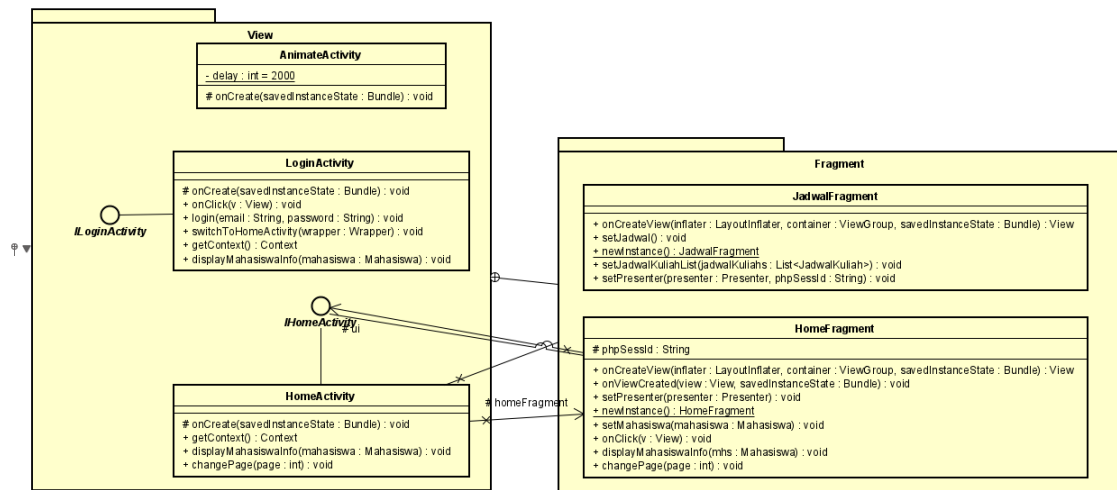 View
AnimateActivity
- delay : int = 2000
# onCreate(savedInstanceState : Bundle) : void
LoginActivity
# onCreate(savedInstanceState : Bundle) : void
+ onClick(v : View) : void
+ login(email : String, password : String) : void
+ switchToHomeActivity(wrapper : Wrapper) : void
+ getContext() : Context
+ displayMahasiswaInfo(mahasiswa : Mahasiswa) : void
ILoginActivity
IHomeActivity
# ui
HomeActivity
# onCreate(savedInstanceState : Bundle) : void
+ getContext() : Context
+ displayMahasiswaInfo(mahasiswa : Mahasiswa) : void
+ changePage(page : int) : void
# homeFragment
Fragment
JadwalFragment
+ onCreateView(inflater : LayoutInflater, container : ViewGroup, savedInstanceState : Bundle) : View
+ setJadwal() : void
+ newInstance() : JadwalFragment
+ setJadwalKuliahList(jadwalKuliahs : List<JadwalKuliah>) : void
+ setPresenter(presenter : Presenter, phpSessId : String) : void
HomeFragment
# phpSessId : String
+ onCreateView(inflater : LayoutInflater, container : ViewGroup, savedInstanceState : Bundle) : View
+ onViewCreated(view : View, savedInstanceState : Bundle) : void
+ setPresenter(presenter : Presenter) : void
+ newInstance() : HomeFragment
+ setMahasiswa(mahasiswa : Mahasiswa) : void
+ onClick(v : View) : void
+ displayMahasiswaInfo(mhs : Mahasiswa) : void
+ changePage(page : int) : void